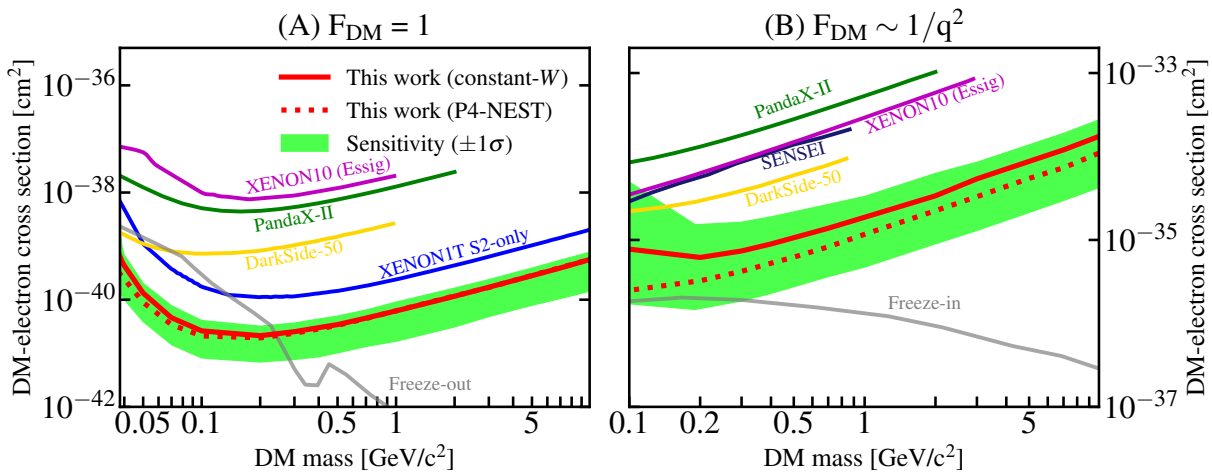 (A) F_DM = 1
DM-electron cross section [cm²]
10⁻³⁶
10⁻³⁸
10⁻⁴⁰
10⁻⁴²
This work (constant-W)
This work (P4-NEST)
Sensitivity (±1σ)
XENON10 (Essig)
PandaX-II
DarkSide-50
XENON1T S2-only
Freeze-out
0.05 0.1 0.5 1 5
DM mass [GeV/c²]
(B) F_DM ∼ 1/q²
PandaX-II
XENON10 (Essig)
SENSEI
DarkSide-50
Freeze-in
10⁻³³
10⁻³⁵
10⁻³⁷
DM-electron cross section [cm²]
0.1 0.2 0.5 1 5
DM mass [GeV/c²]